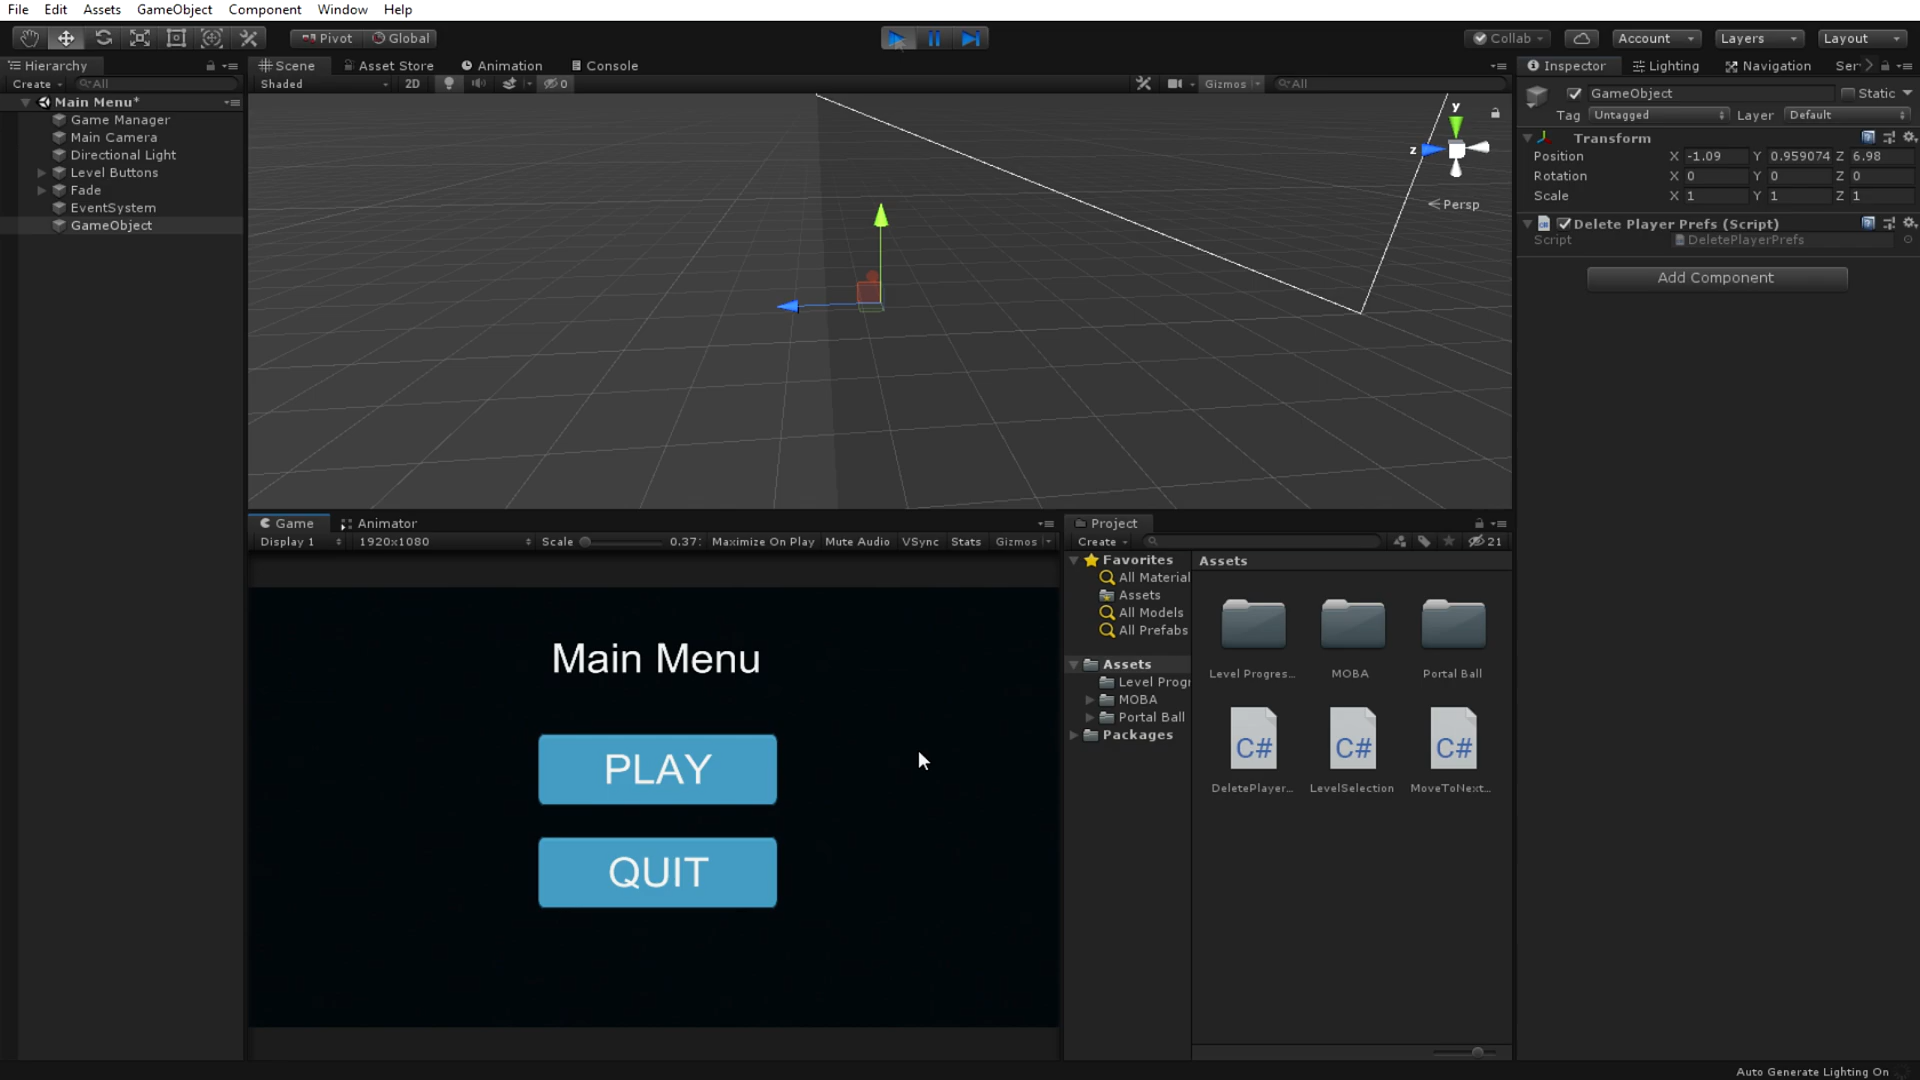 File Edit Assets GameObject Component Window Help
Pivot Global Collab Account Layers Layout
Hierarchy
Create All
Main Menu*
Game Manager
Main Camera
Directional Light
Level Buttons
Fade
EventSystem
GameObject
Scene Asset Store Animation Console
Shaded 2D 0 Gizmos All
y
z
Persp
Game Animator
Display 1 1920x1080 Scale 0.37: Maximize On Play Mute Audio VSync Stats Gizmos
Main Menu
PLAY
QUIT
Project
Create 21
Favorites
All Material
Assets
All Models
All Prefabs
Assets
Level Progr
MOBA
Portal Ball
Packages
Assets
Level Progres... MOBA Portal Ball
C# C# C#
DeletePlayer... LevelSelection MoveToNext...
Inspector Lighting Navigation Ser
GameObject Static
Tag Untagged Layer Default
Transform
Position X -1.09 Y 0.959074 Z 6.98
Rotation X 0 Y 0 Z 0
Scale X 1 Y 1 Z 1
Delete Player Prefs (Script)
Script DeletePlayerPrefs
Add Component
Auto Generate Lighting On